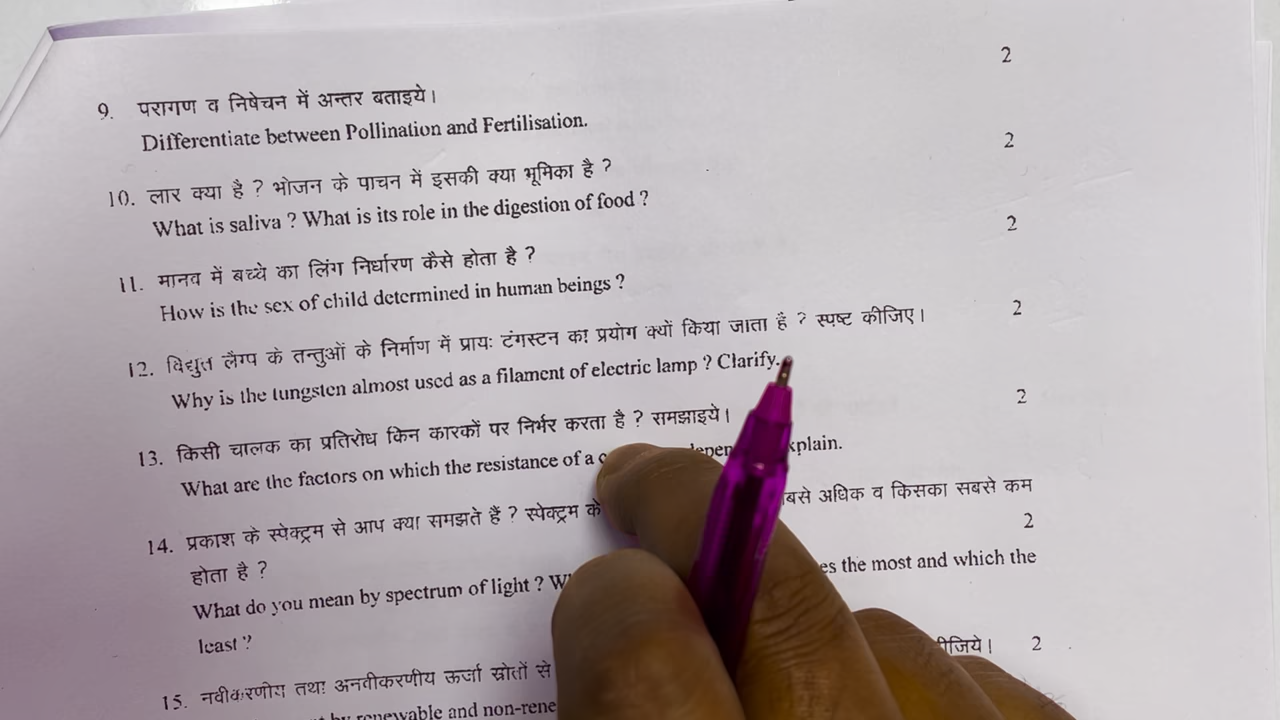 2
9. परागण व निषेचन में अन्तर बताइये।
Differentiate between Pollination and Fertilisation.
2
10. लार क्या है ? भोजन के पाचन में इसकी क्या भूमिका है ?
What is saliva ? What is its role in the digestion of food ?
2
11. मानव में बच्चे का लिंग निर्धारण कैसे होता है ?
How is the sex of child determined in human beings ?
12. विद्युत लैम्प के तन्तुओं के निर्माण में प्रायः टंगस्टन का प्रयोग क्यों किया जाता है ? स्पष्ट कीजिए। 2
Why is the tungsten almost used as a filament of electric lamp ? Clarify.
2
13. किसी चालक का प्रतिरोध किन कारकों पर निर्भर करता है ? समझाइये।
What are the factors on which the resistance of a
14. प्रकाश के स्पेक्ट्रम से आप क्या समझते हैं ? स्पेक्ट्रम के अधिक व किसका सबसे कम
होता है ? 2
What do you mean by spectrum of light ? the most and which the
least ?
15. नवीकरणीय तथा अनवीकरणीय ऊर्जा स्रोतों से 2
renewable and